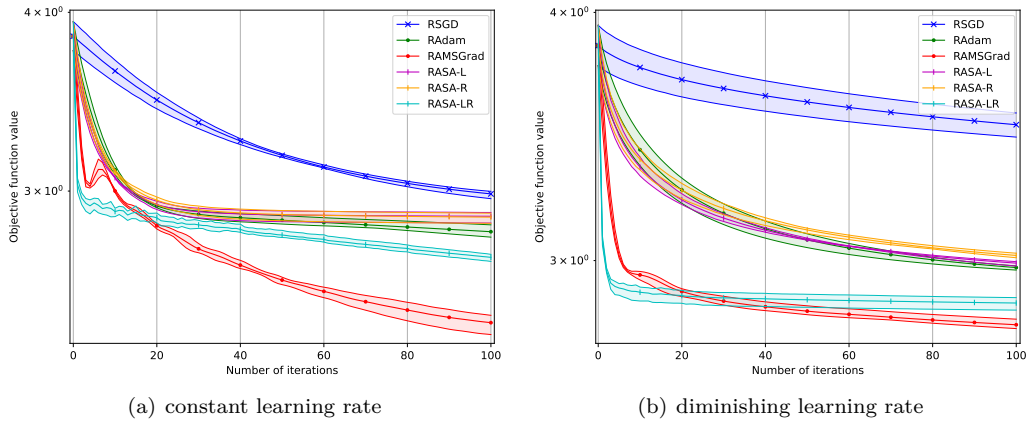 4 × 10⁰
3 × 10⁰
Objective function value
RSGD
RAdam
RAMSGrad
RASA-L
RASA-R
RASA-LR
0 20 40 60 80 100
Number of iterations
(a) constant learning rate
4 × 10⁰
3 × 10⁰
Objective function value
RSGD
RAdam
RAMSGrad
RASA-L
RASA-R
RASA-LR
0 20 40 60 80 100
Number of iterations
(b) diminishing learning rate